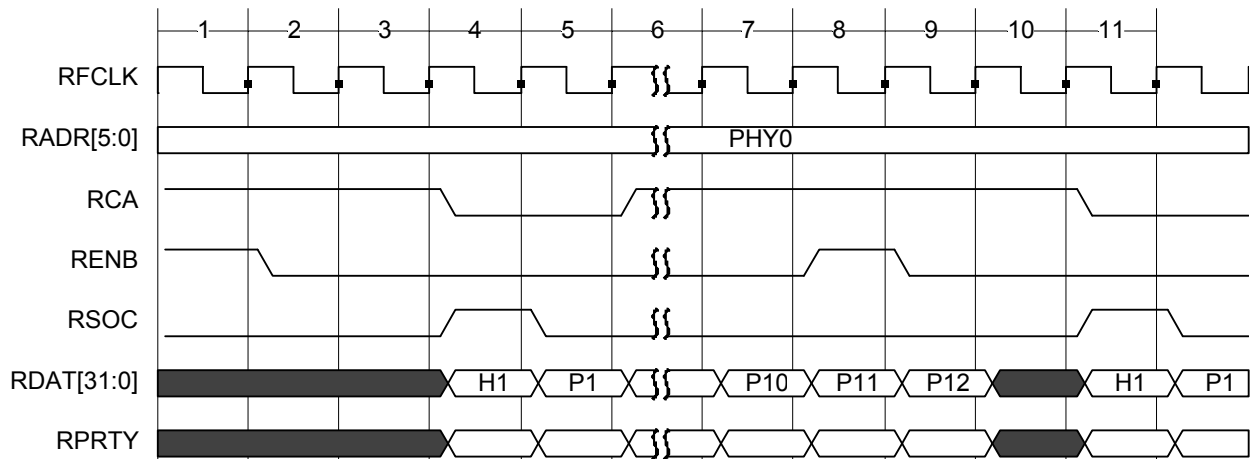 1 2 3 4 5 6 7 8 9 10 11
RFCLK
RADR[5:0] PHY0
RCA
RENB
RSOC
RDAT[31:0] H1 P1 P10 P11 P12 H1 P1
RPRTY